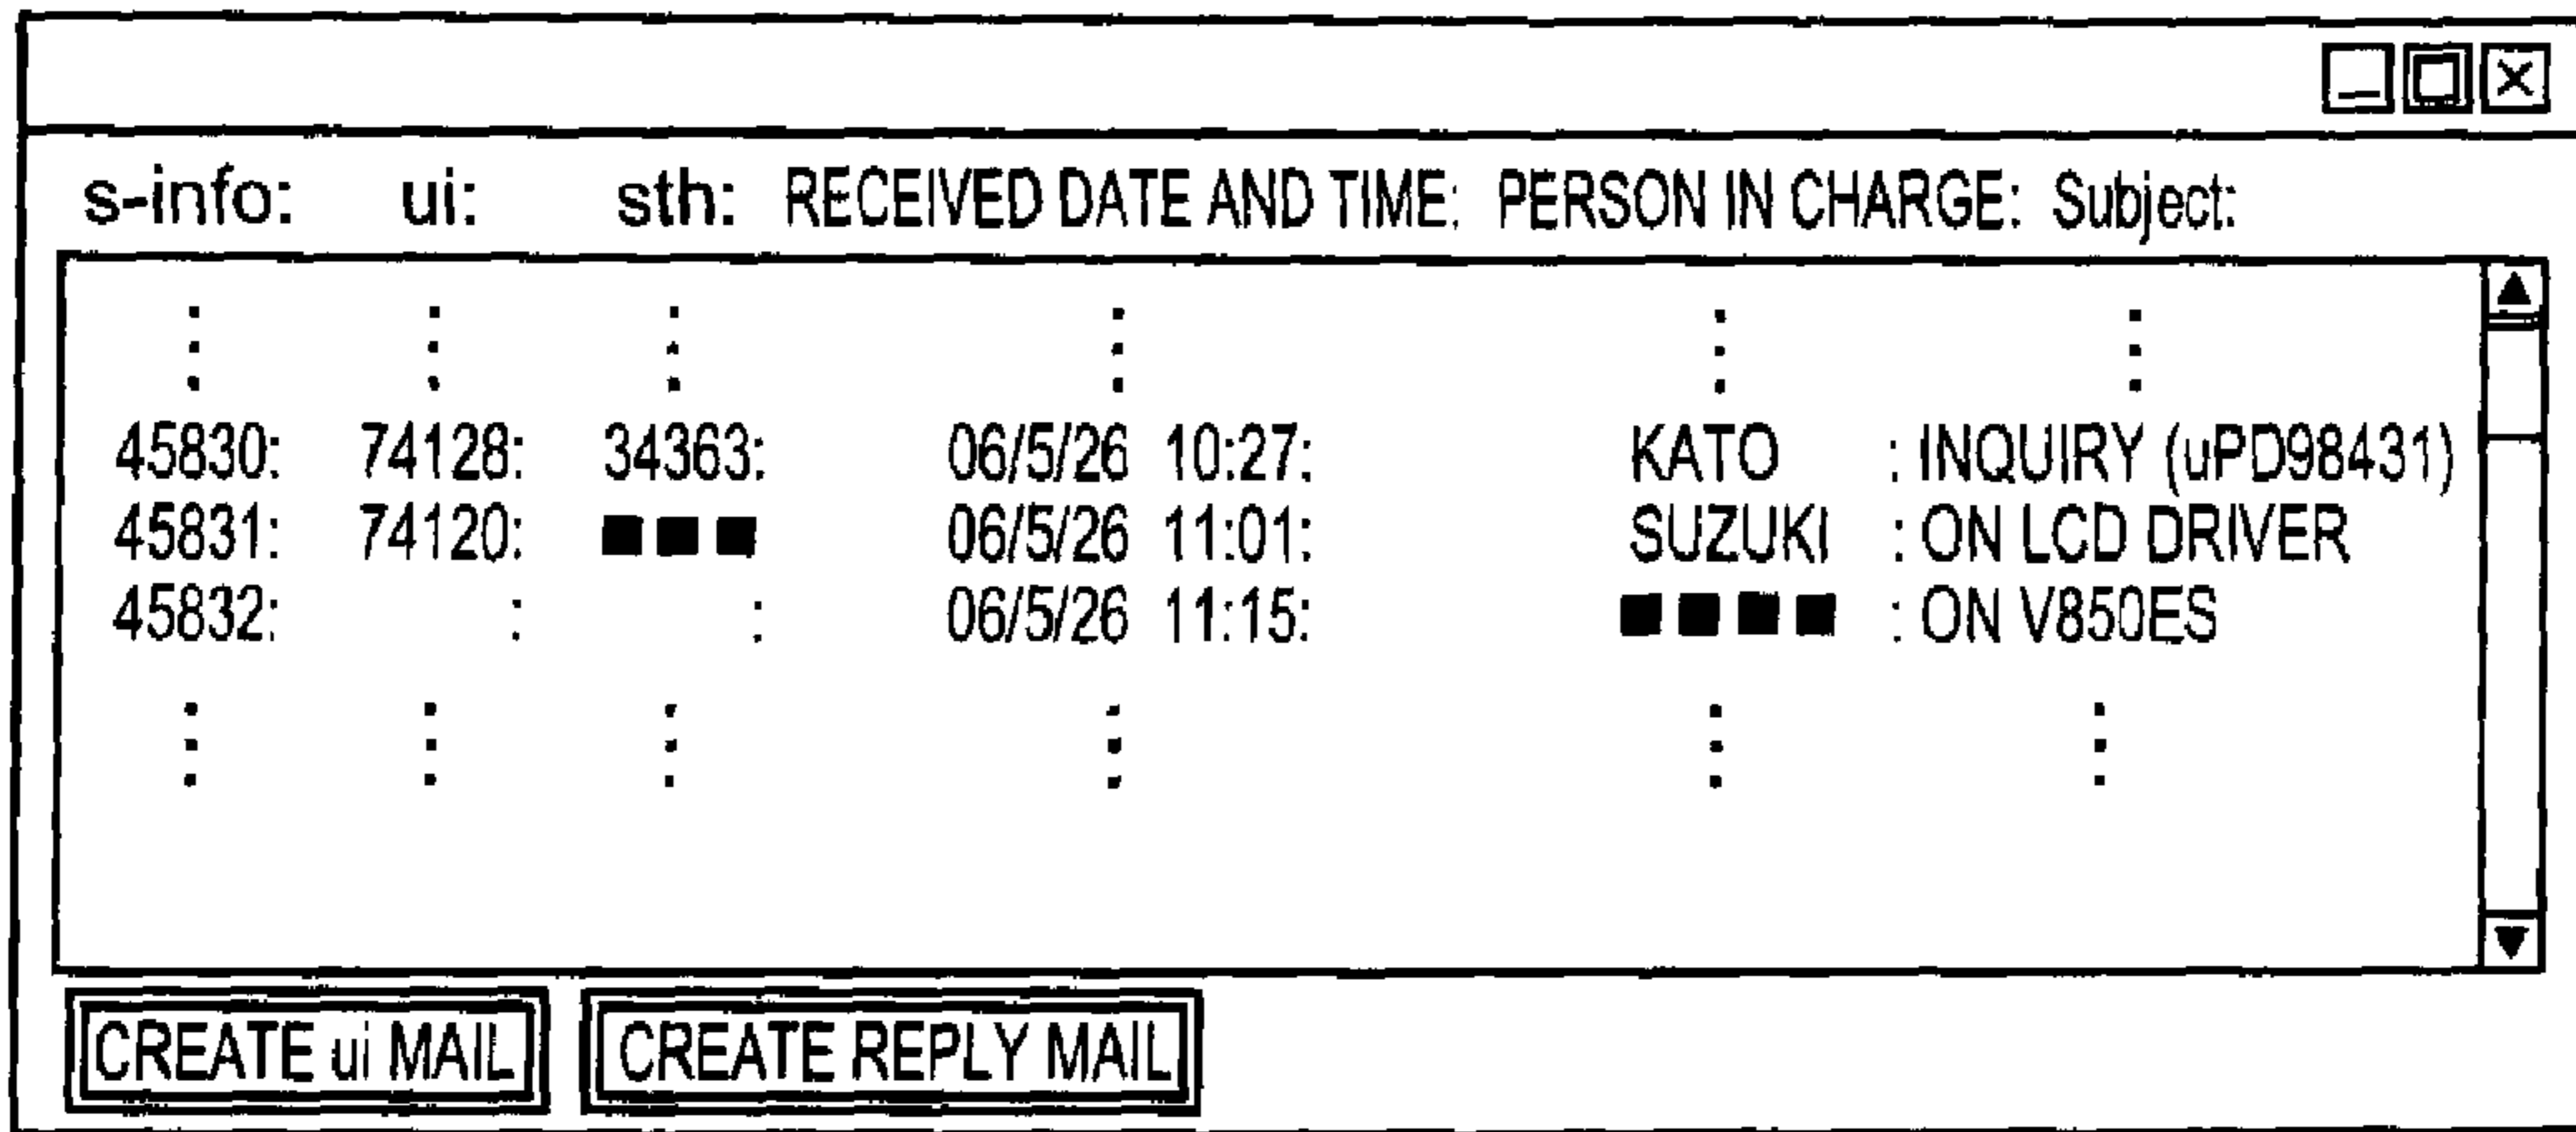 s-info: ui: sth: RECEIVED DATE AND TIME: PERSON IN CHARGE: Subject:
45830: 74128: 34363: 06/5/26 10:27: KATO : INQUIRY (uPD98431)
45831: 74120: ■■■ 06/5/26 11:01: SUZUKI : ON LCD DRIVER
45832: : : 06/5/26 11:15: ■■■■ : ON V850ES
CREATE ui MAIL CREATE REPLY MAIL